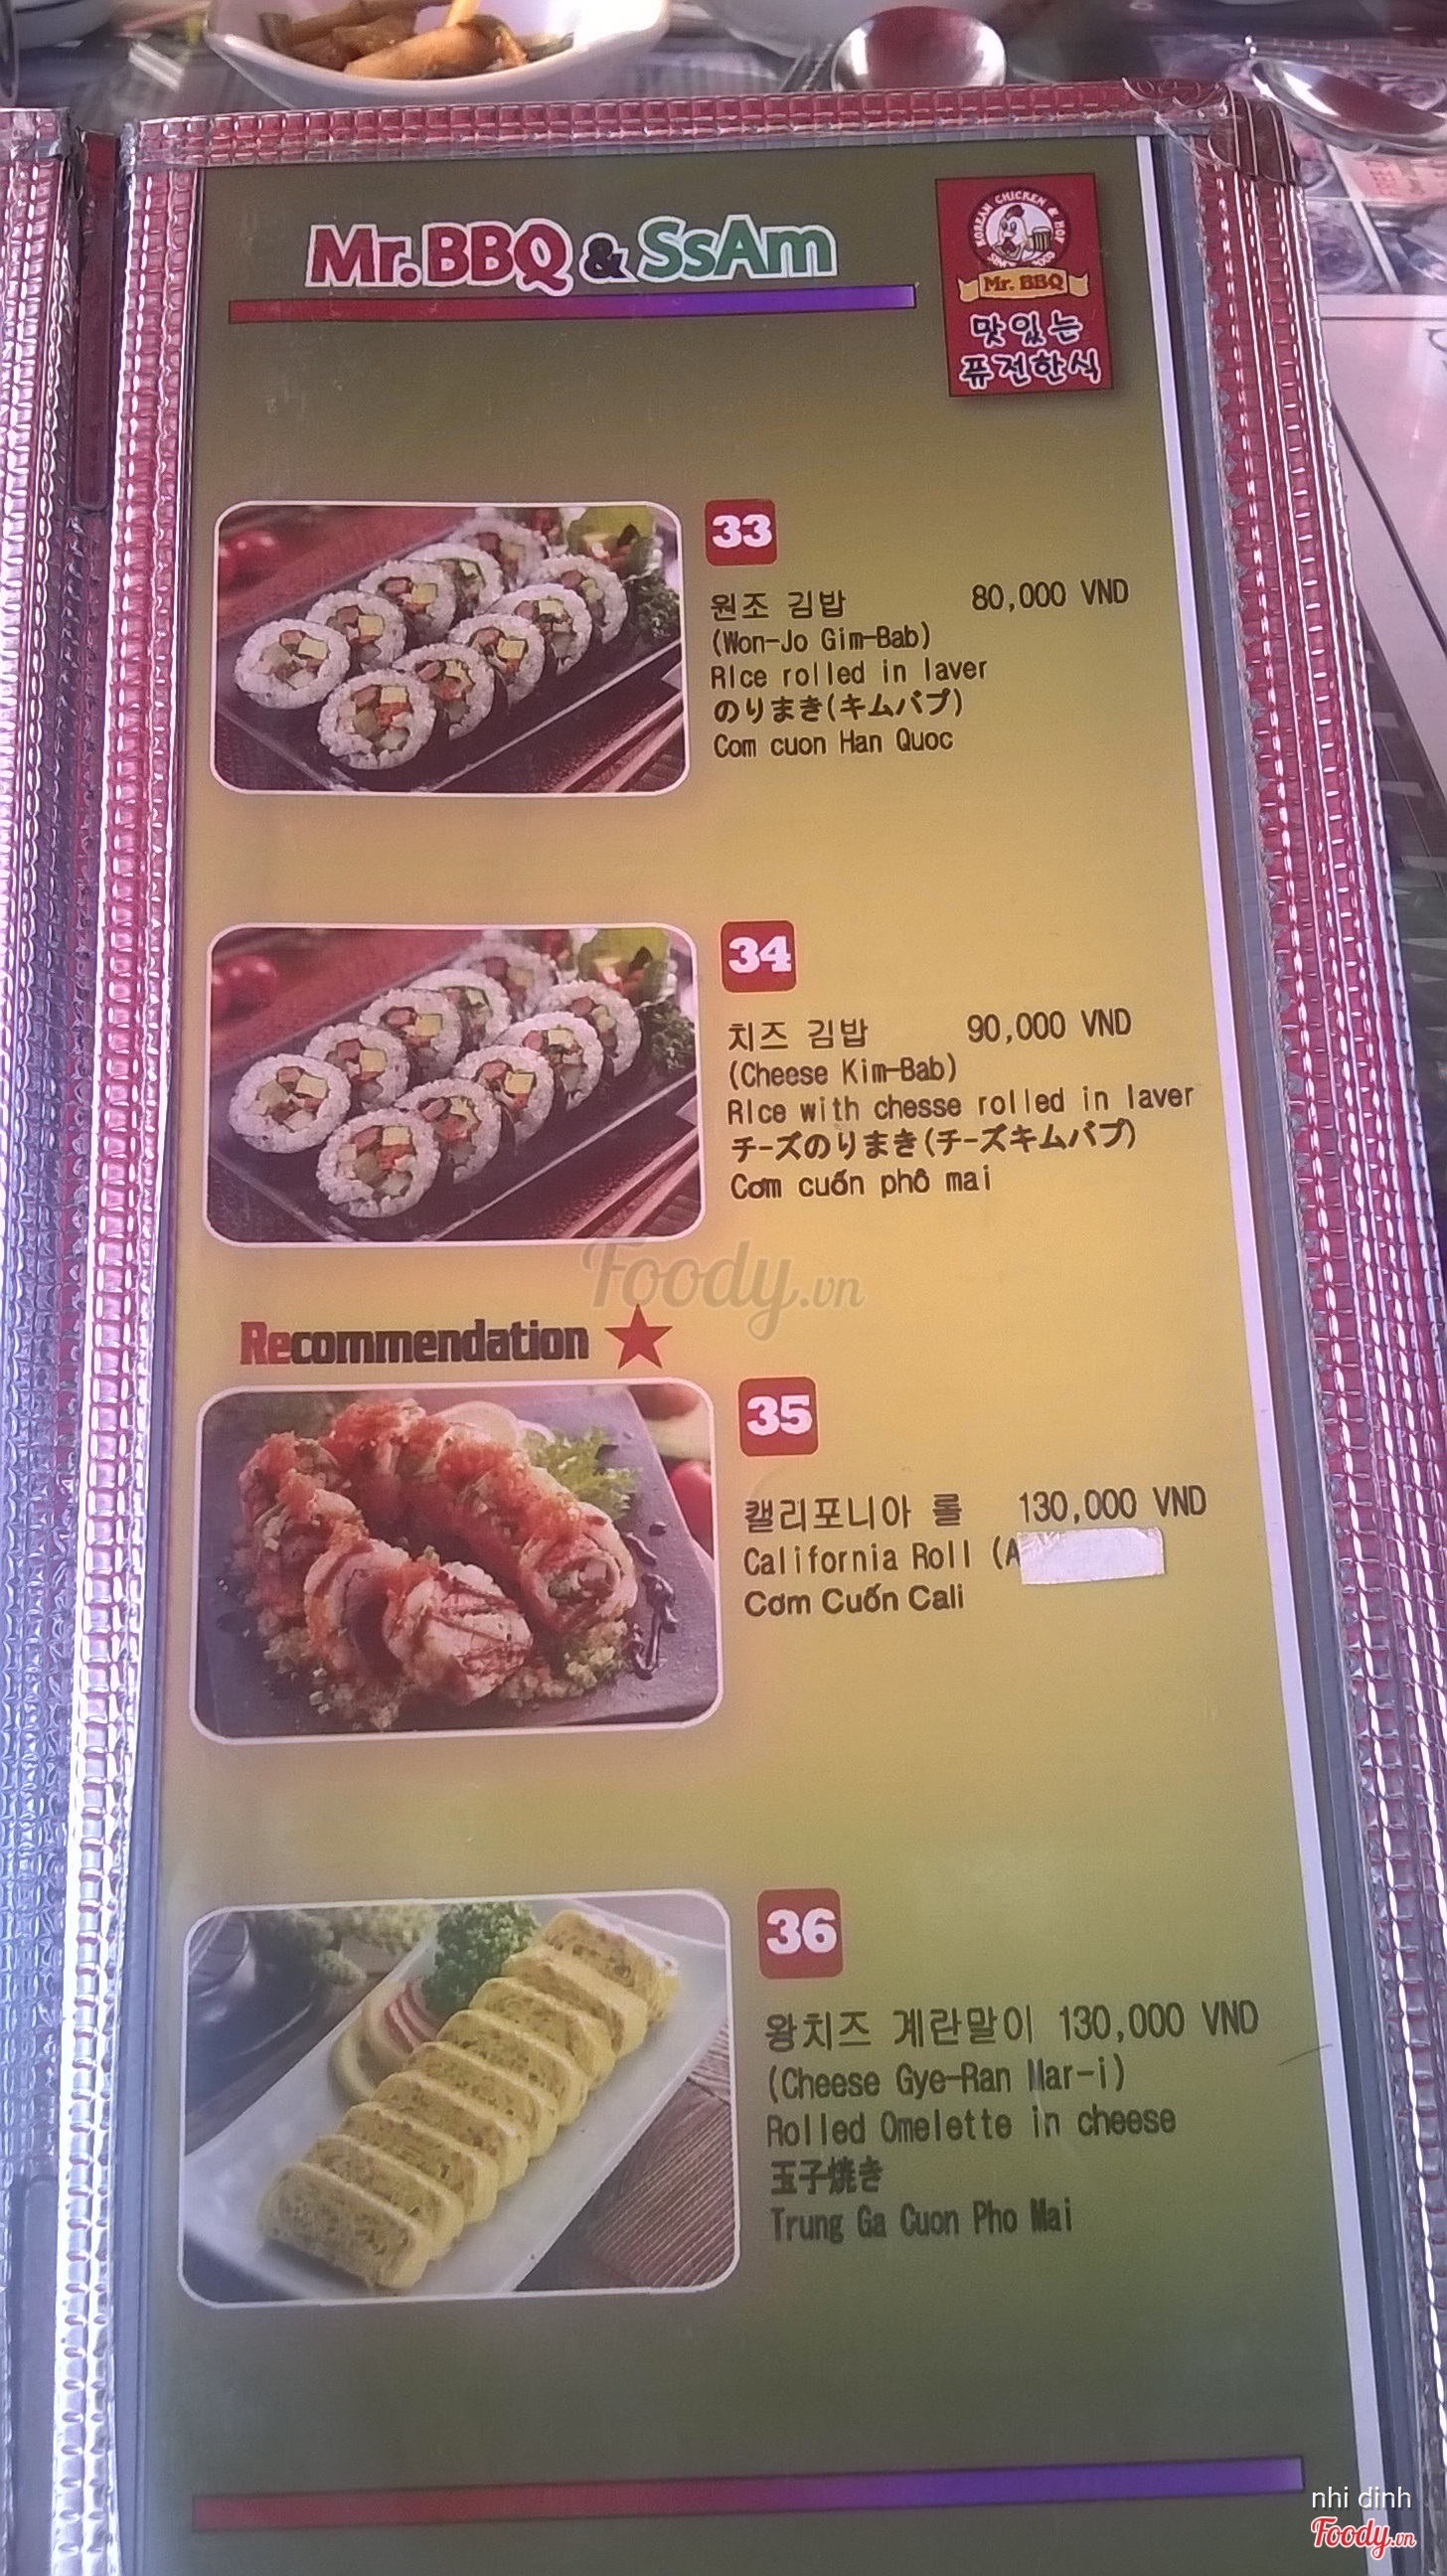 Mr.BBQ & SsAm
KOREAN CHICKEN & HOF
Mr. BBQ
맛있는
퓨전한식
33
원조 김밥 80,000 VND
(Won-Jo Gim-Bab)
RIce rolled in laver
のりまき(キムバプ)
Com cuon Han Quoc
34
치즈 김밥 90,000 VND
(Cheese Kim-Bab)
RIce with chesse rolled in laver
チーズのりまき(チーズキムバプ)
Cơm cuốn phô mai
Foody.vn
Recommendation
35
캘리포니아 롤 130,000 VND
California Roll (A
Cơm Cuốn Cali
36
왕치즈 계란말이 130,000 VND
(Cheese Gye-Ran Mar-i)
Rolled Omelette in cheese
玉子焼き
Trung Ga Cuon Pho Mai
nhi dinh
Foody.vn